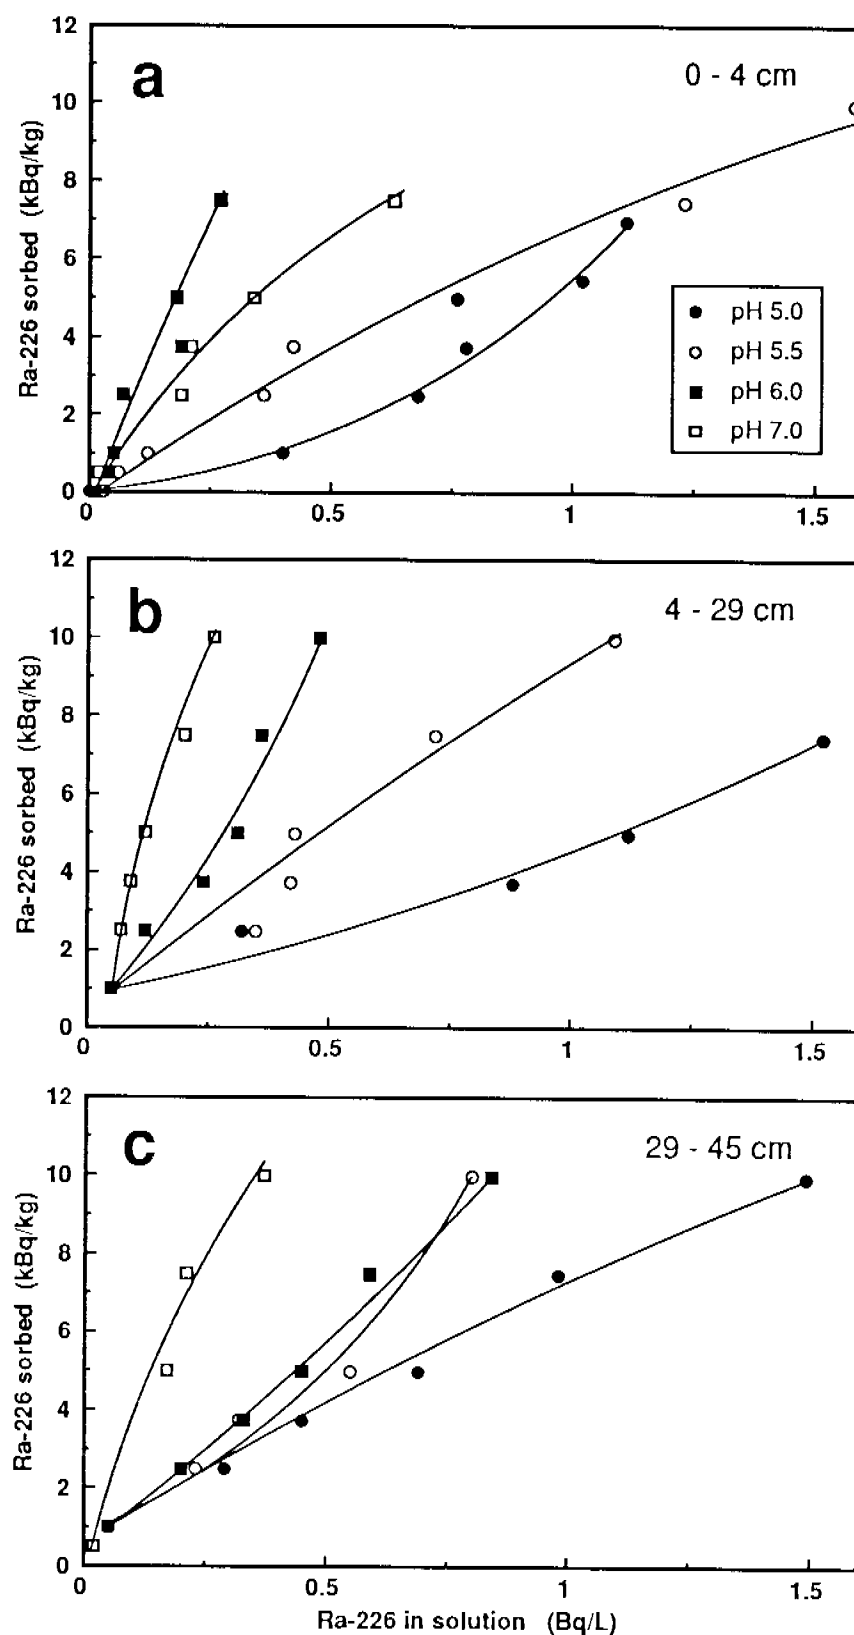 12
a
0 - 4 cm
10
8
6
4
2
0
Ra-226 sorbed (kBq/kg)
pH 5.0
pH 5.5
pH 6.0
pH 7.0
0 0.5 1 1.5
12
b
4 - 29 cm
10
8
6
4
2
0
Ra-226 sorbed (kBq/kg)
0 0.5 1 1.5
12
c
29 - 45 cm
10
8
6
4
2
0
Ra-226 sorbed (kBq/kg)
0 0.5 1 1.5
Ra-226 in solution (Bq/L)